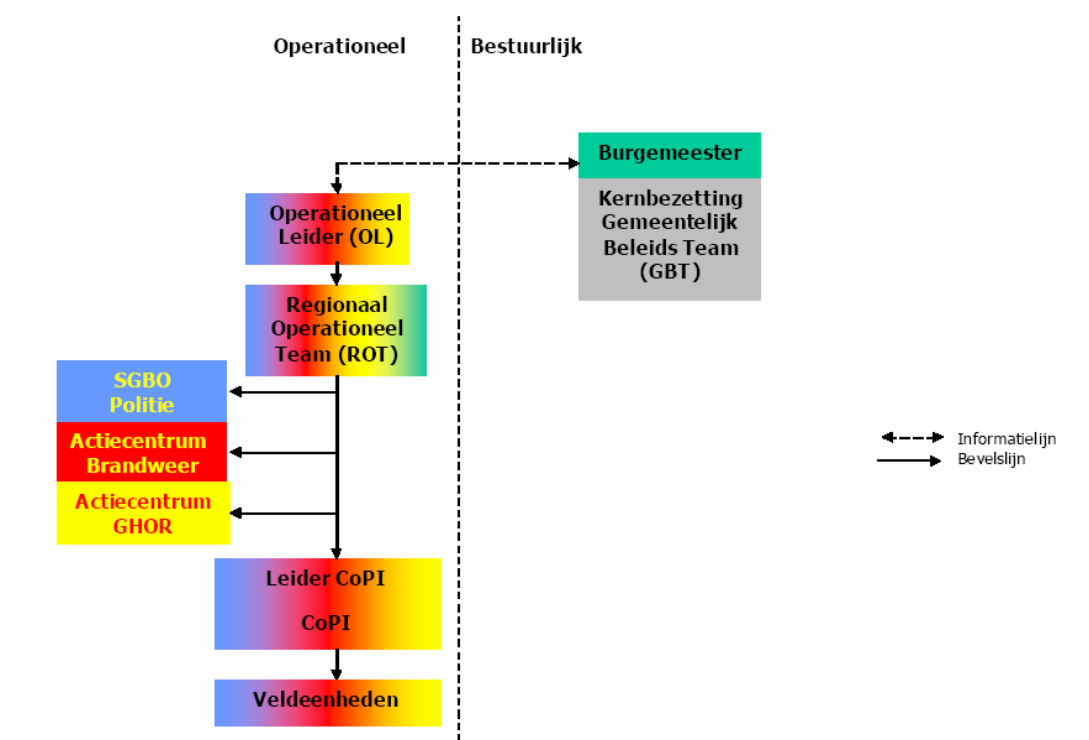 Operationeel
Bestuurlijk
Burgemeester
Kernbezetting
Gemeentelijk
Beleids Team
(GBT)
Operationeel
Leider (OL)
Regionaal
Operationeel
Team (ROT)
SGBO
Politie
Actiecentrum
Brandweer
Actiecentrum
GHOR
Informatielijn
Bevelslijn
Leider CoPI
CoPI
Veldeenheden